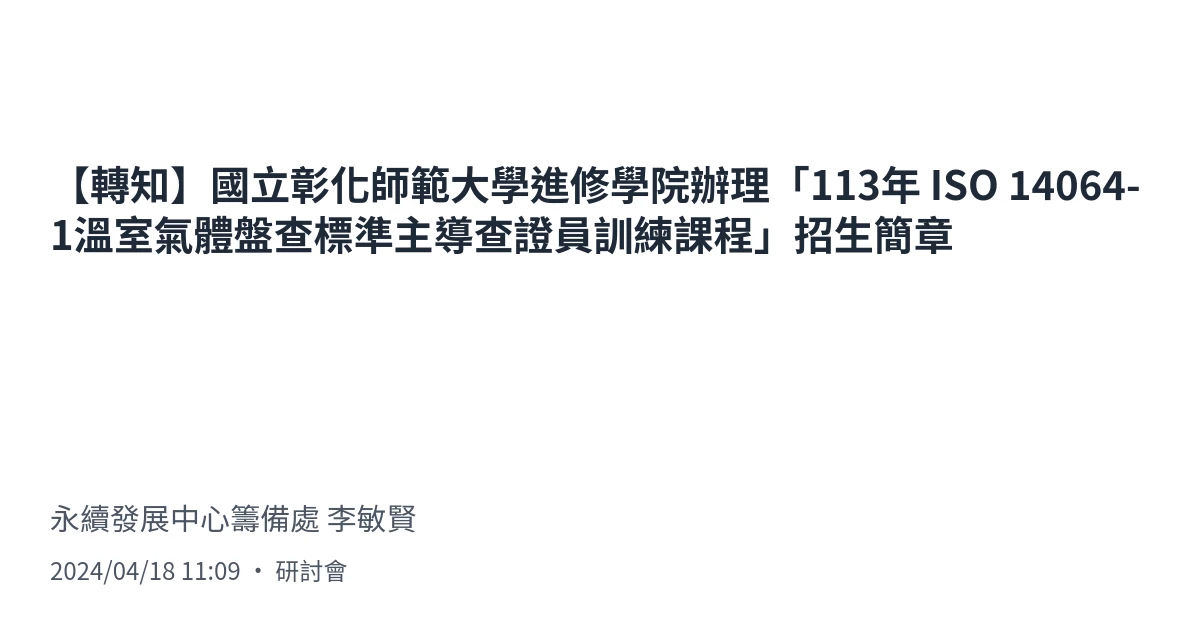 【轉知】國立彰化師範大學進修學院辦理「113年 ISO 14064-
1溫室氣體盤查標準主導查證員訓練課程」招生簡章
永續發展中心籌備處 李敏賢
2024/04/18 11:09 ・ 研討會